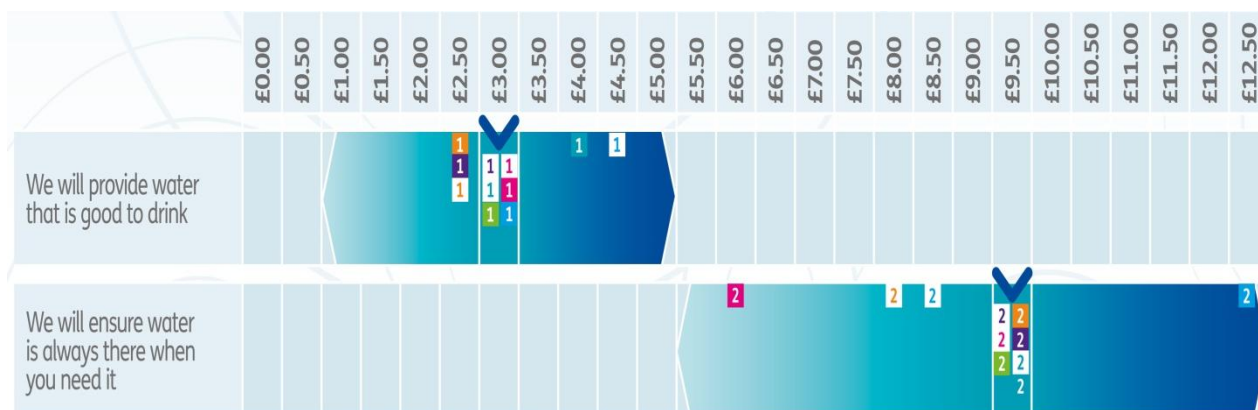 £0.00 £0.50 £1.00 £1.50 £2.00 £2.50 £3.00 £3.50 £4.00 £4.50 £5.00 £5.50 £6.00 £6.50 £7.00 £7.50 £8.00 £8.50 £9.00 £9.50 £10.00 £10.50 £11.00 £11.50 £12.00 £12.50
We will provide water
that is good to drink
1 1 1
1 1 1
1 1 1
1 1
We will ensure water
is always there when
you need it
2 2 2 2
2 2
2 2
2 2
2